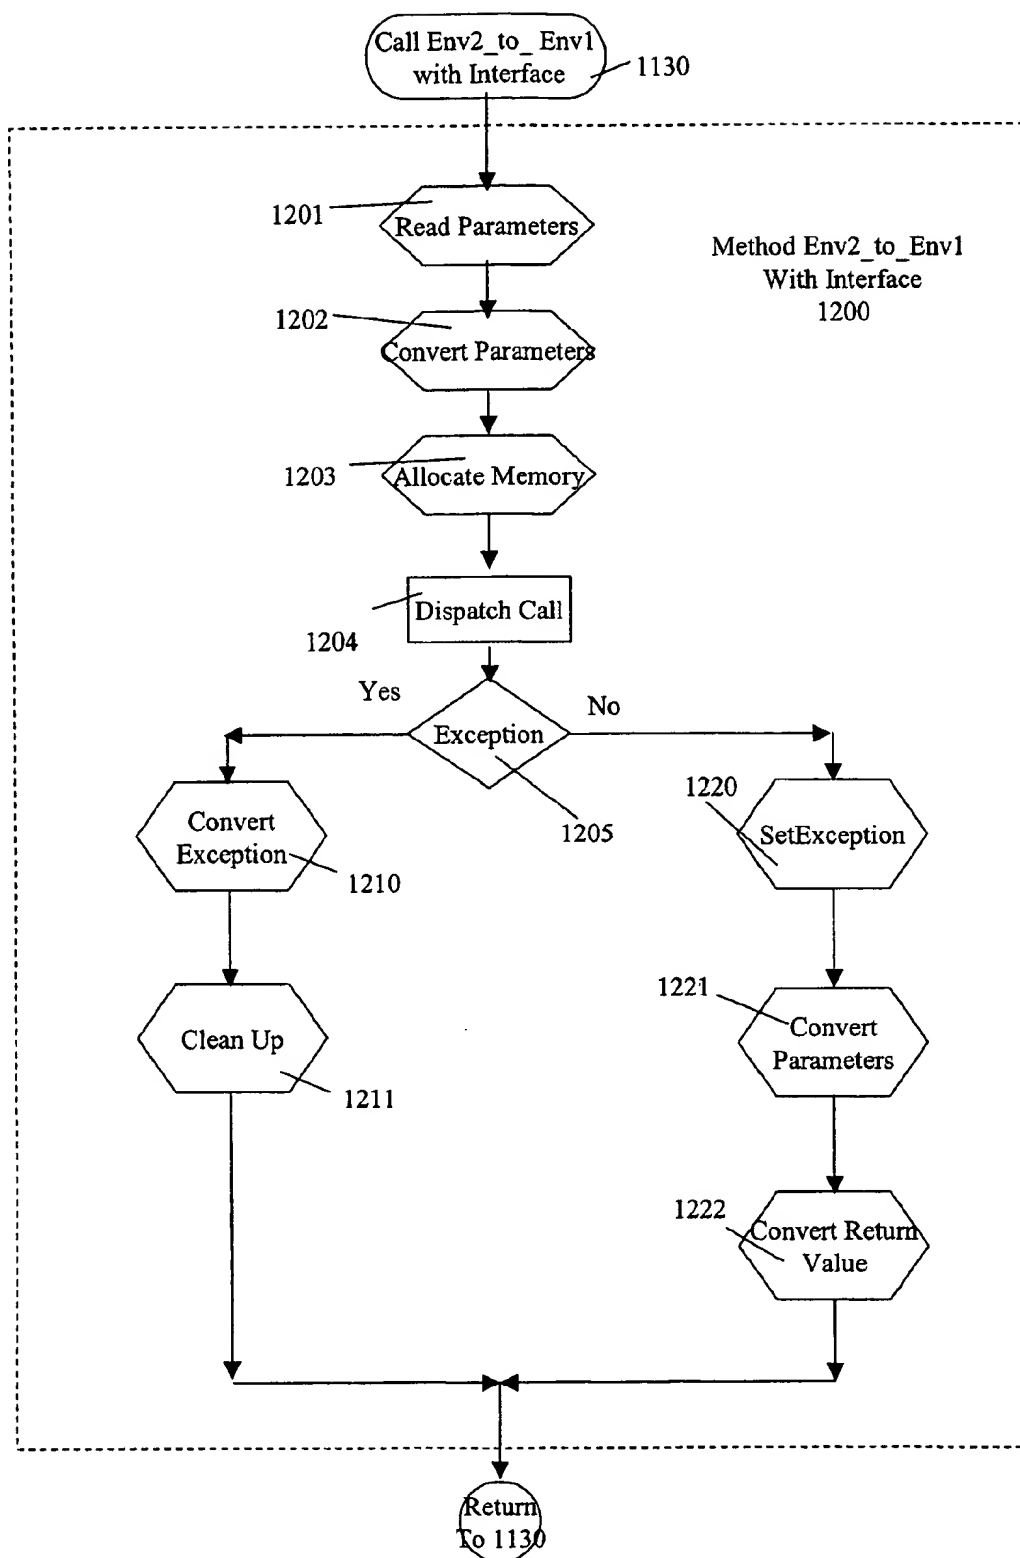 Call Env2_to_ Env1
with Interface
1130
1201
Read Parameters
Method Env2_to_Env1
With Interface
1200
1202
Convert Parameters
1203
Allocate Memory
Dispatch Call
1204
Yes
No
Exception
1205
Convert
Exception
1210
1220
SetException
Clean Up
1211
1221
Convert
Parameters
1222
Convert Return
Value
Return
To 1130